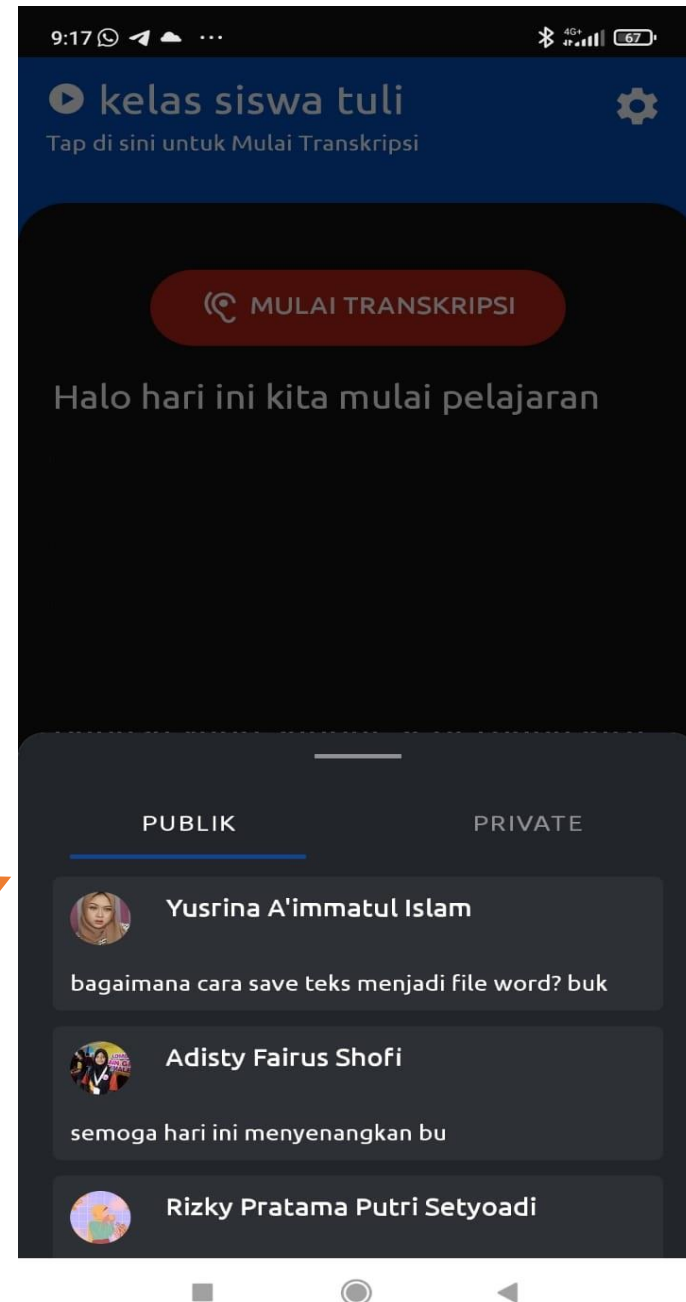 9:17
4G+
67
kelas siswa tuli
Tap di sini untuk Mulai Transkripsi
MULAI TRANSKRIPSI
Halo hari ini kita mulai pelajaran
PUBLIK PRIVATE
Yusrina A'immatul Islam
bagaimana cara save teks menjadi file word? buk
Adisty Fairus Shofi
semoga hari ini menyenangkan bu
Rizky Pratama Putri Setyoadi